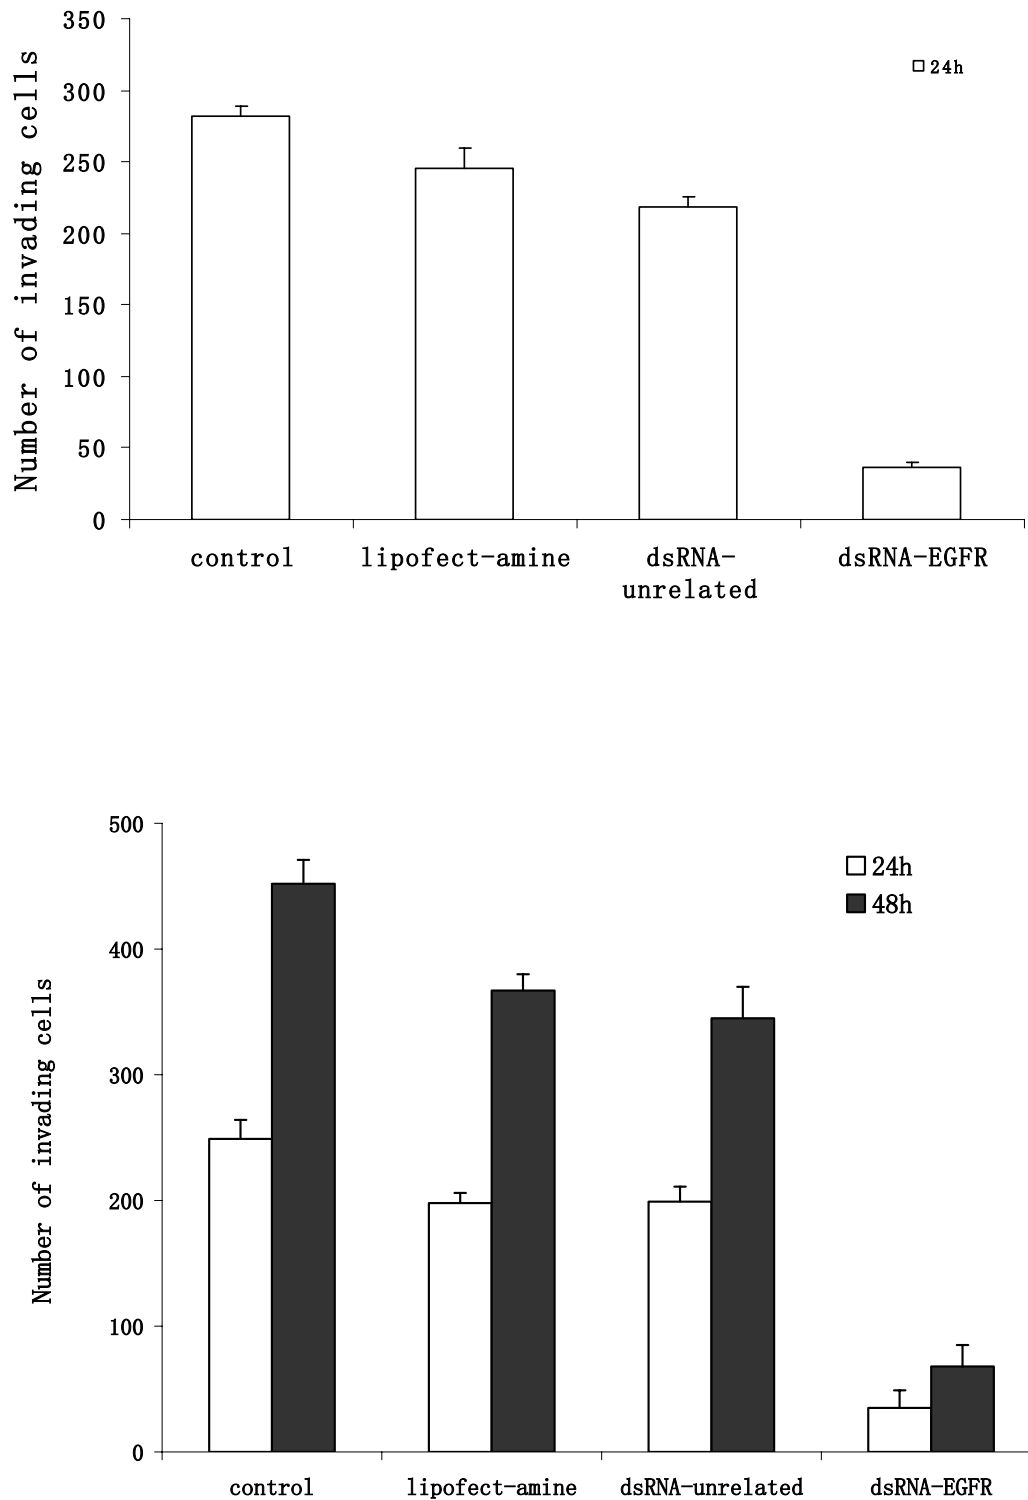 Number of invading cells
350
300
250
200
150
100
50
0
24h
control
lipofect-amine
dsRNA-
unrelated
dsRNA-EGFR
Number of invading cells
500
400
300
200
100
0
24h
48h
control
lipofect-amine
dsRNA-unrelated
dsRNA-EGFR